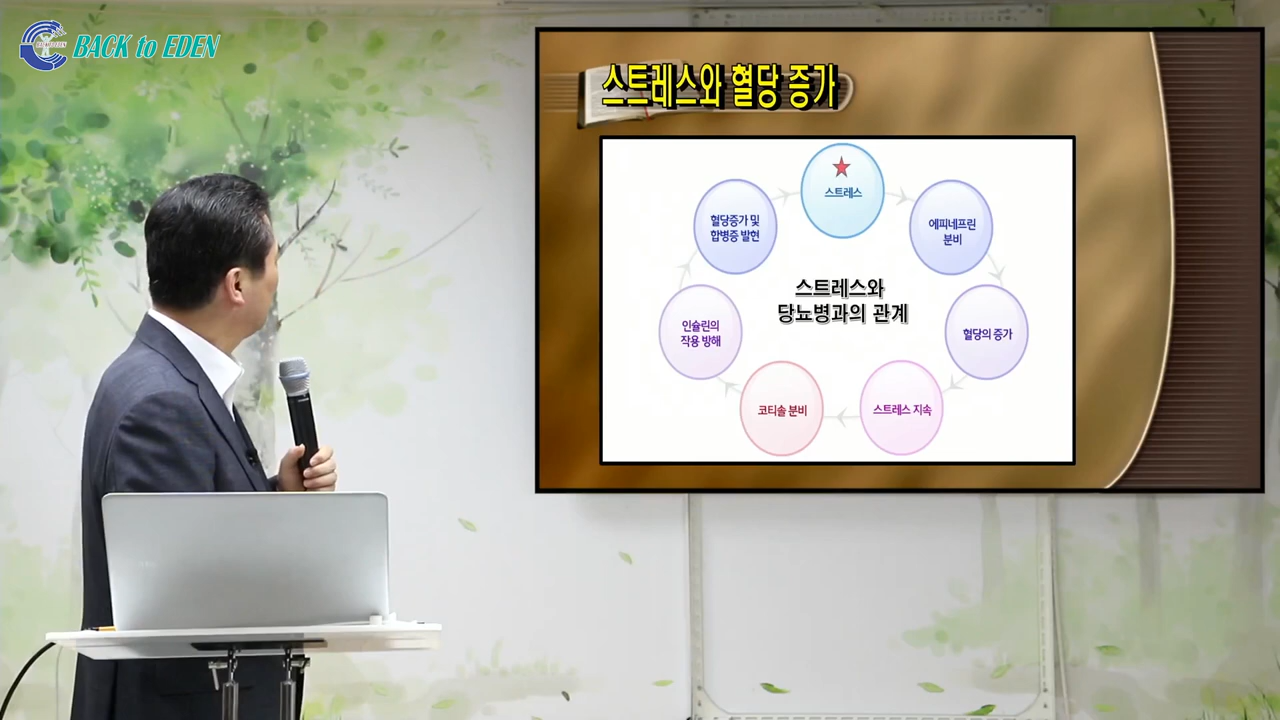 BACK to EDEN
스트레스와 혈당 증가
스트레스
에피네프린
분비
혈당의 증가
스트레스 지속
코티솔 분비
인슐린의
작용 방해
혈당증가 및
합병증 발현
스트레스와
당뇨병과의 관계